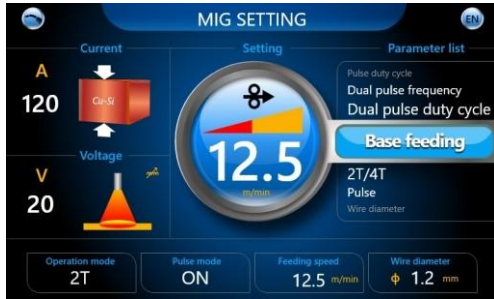 MIG SETTING
EN
Current
A
120
Cu-Si
Voltage
V
20
Setting
12.5
m/min
Parameter list
Pulse duty cycle
Dual pulse frequency
Dual pulse duty cycle
Base feeding
2T/4T
Pulse
Wire diameter
Operation mode
2T
Pulse mode
ON
Feeding speed
12.5 m/min
Wire diameter
ϕ 1.2 mm